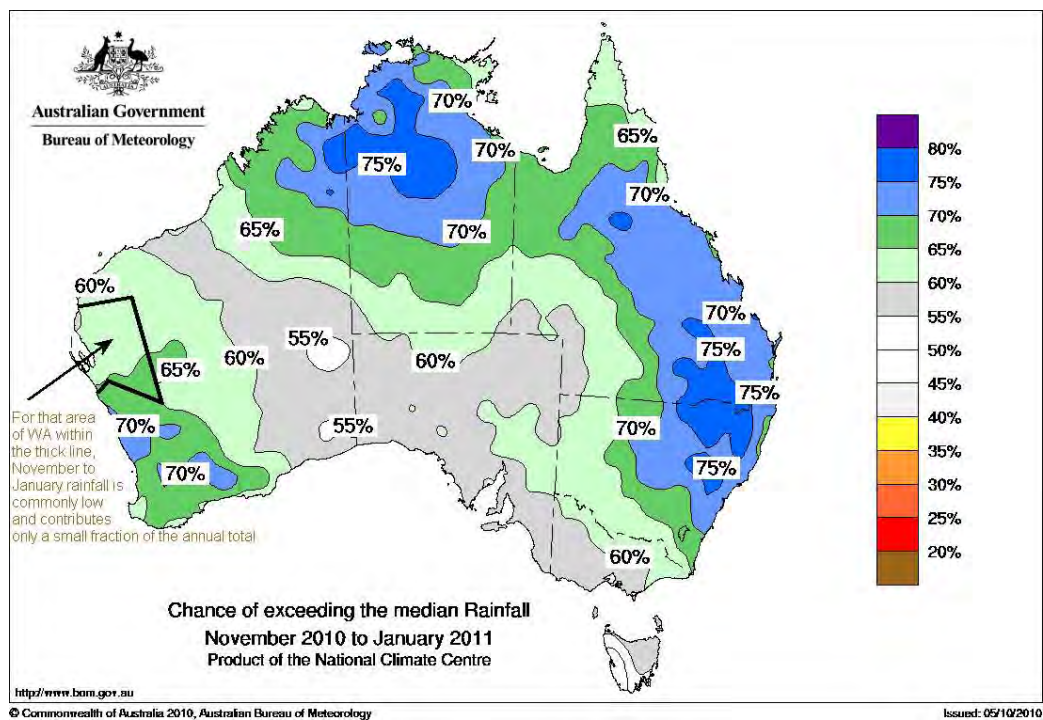 Australian Government
Bureau of Meteorology
70%
65%
70%
75%
70%
65%
70%
60%
70%
55%
75%
60%
60%
65%
75%
70%
55%
70%
70%
75%
60%
80%
75%
70%
65%
60%
55%
50%
45%
40%
35%
30%
25%
20%
For that area
of WA within
the thick line,
November to
January rainfall is
commonly low
and contributes
only a small fraction of the annual total
Chance of exceeding the median Rainfall
November 2010 to January 2011
Product of the National Climate Centre
http://www.bom.gov.au
© Commonwealth of Australia 2010, Australian Bureau of Meteorology
Issued: 05/10/2010